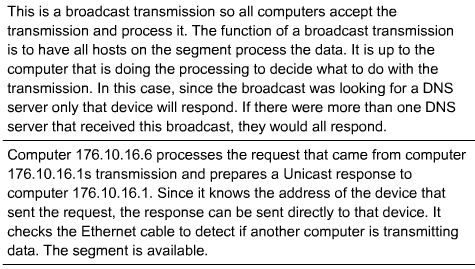 This is a broadcast transmission so all computers accept the
transmission and process it. The function of a broadcast transmission
is to have all hosts on the segment process the data. It is up to the
computer that is doing the processing to decide what to do with the
transmission. In this case, since the broadcast was looking for a DNS
server only that device will respond. If there were more than one DNS
server that received this broadcast, they would all respond.
Computer 176.10.16.6 processes the request that came from computer
176.10.16.1s transmission and prepares a Unicast response to
computer 176.10.16.1. Since it knows the address of the device that
sent the request, the response can be sent directly to that device. It
checks the Ethernet cable to detect if another computer is transmitting
data. The segment is available.